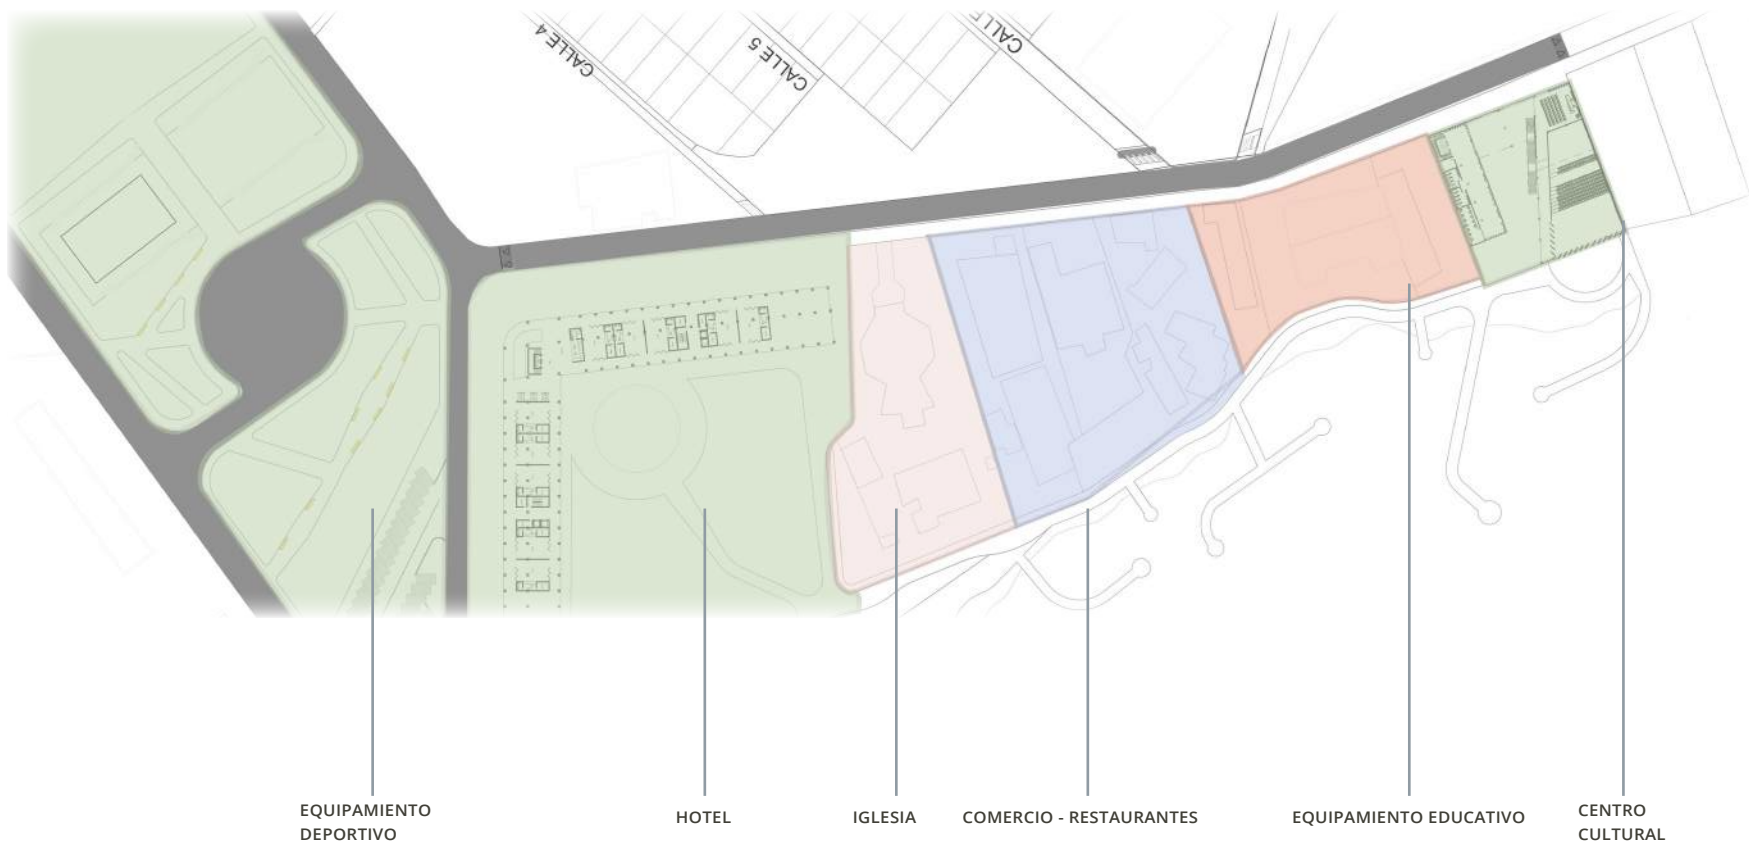 CALLE 4
CALLE 5
CALLE
EQUIPAMIENTO
DEPORTIVO
HOTEL
IGLESIA
COMERCIO - RESTAURANTES
EQUIPAMIENTO EDUCATIVO
CENTRO
CULTURAL